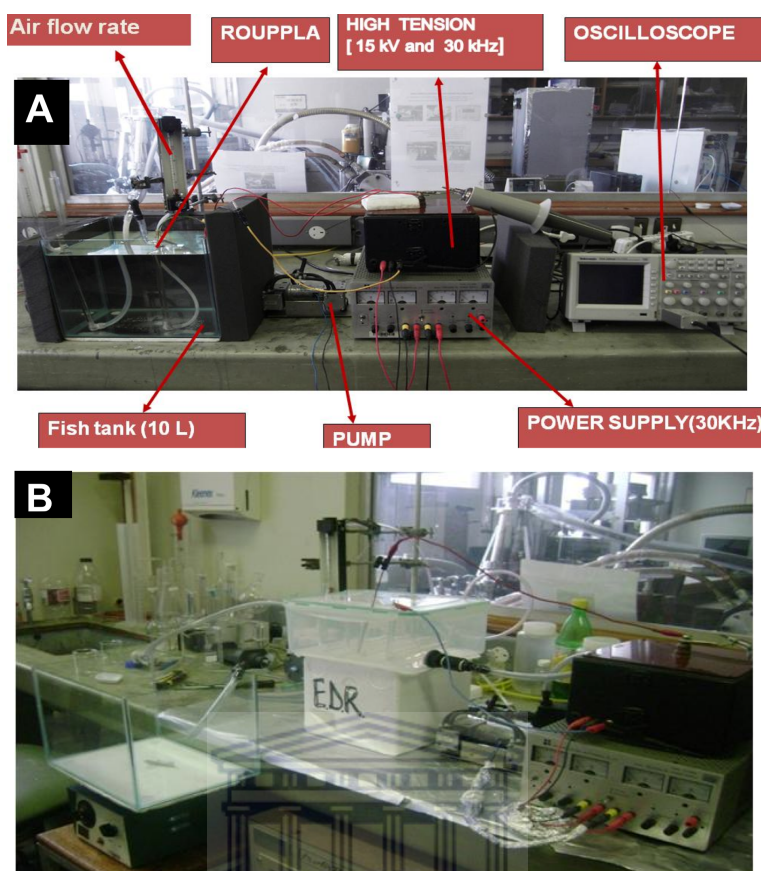 Air flow rate
ROUPPLA
HIGH TENSION
[ 15 kV and 30 kHz]
OSCILLOSCOPE
A
Fish tank (10 L)
PUMP
POWER SUPPLY(30KHz)
B
Kleenex
E.D.R.